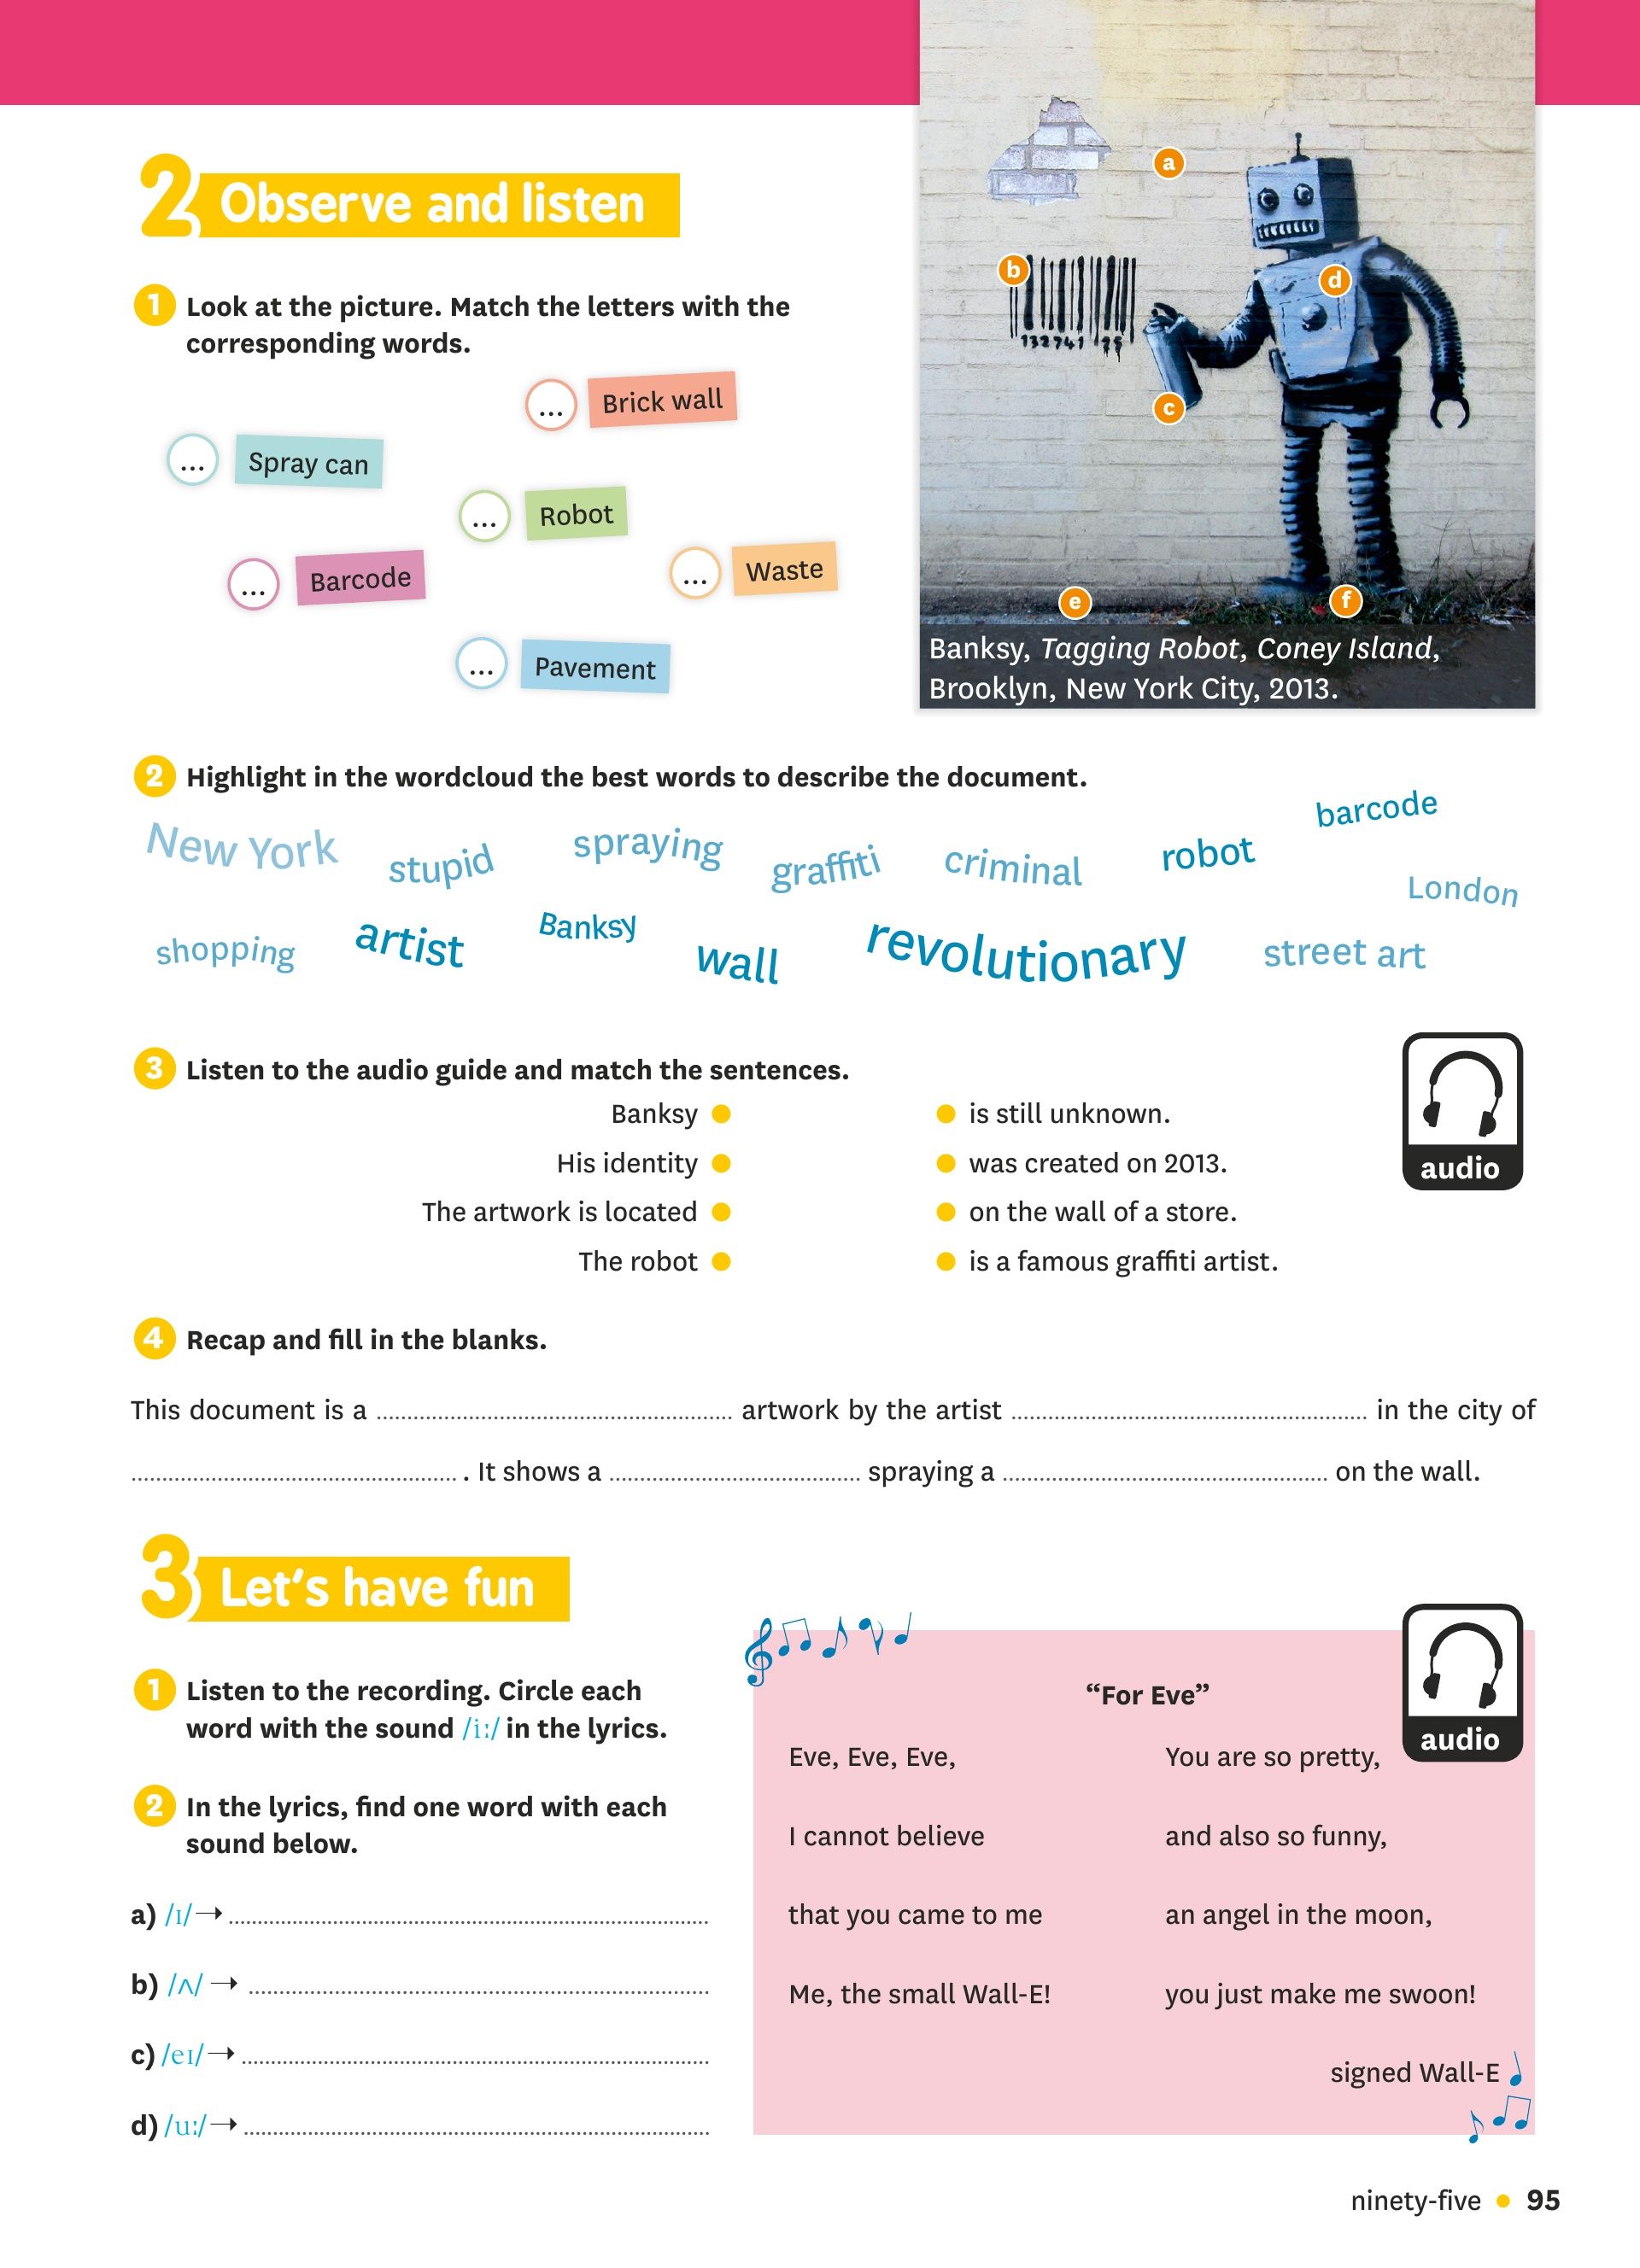 2 Observe and listen
1 Look at the picture. Match the letters with the
corresponding words.
... Brick wall
... Spray can
... Robot
... Barcode
... Waste
... Pavement
a
b
c
d
e
f
132741 25
Banksy, Tagging Robot, Coney Island,
Brooklyn, New York City, 2013.
2 Highlight in the wordcloud the best words to describe the document.
New York stupid spraying graffiti criminal robot barcode
London
shopping artist Banksy wall revolutionary street art
3 Listen to the audio guide and match the sentences.
Banksy • • is still unknown.
His identity • • was created on 2013.
The artwork is located • • on the wall of a store.
The robot • • is a famous graffiti artist.
audio
4 Recap and fill in the blanks.
This document is a ........ artwork by the artist ........ in the city of
........ . It shows a ........ spraying a ........ on the wall.
3 Let's have fun
1 Listen to the recording. Circle each
word with the sound /iː/ in the lyrics.
2 In the lyrics, find one word with each
sound below.
a) /ɪ/ → ........
b) /ʌ/ → ........
c) /eɪ/ → ........
d) /uː/ → ........
audio
“For Eve”
Eve, Eve, Eve,
I cannot believe
that you came to me
Me, the small Wall-E!
You are so pretty,
and also so funny,
an angel in the moon,
you just make me swoon!
signed Wall-E
ninety-five • 95